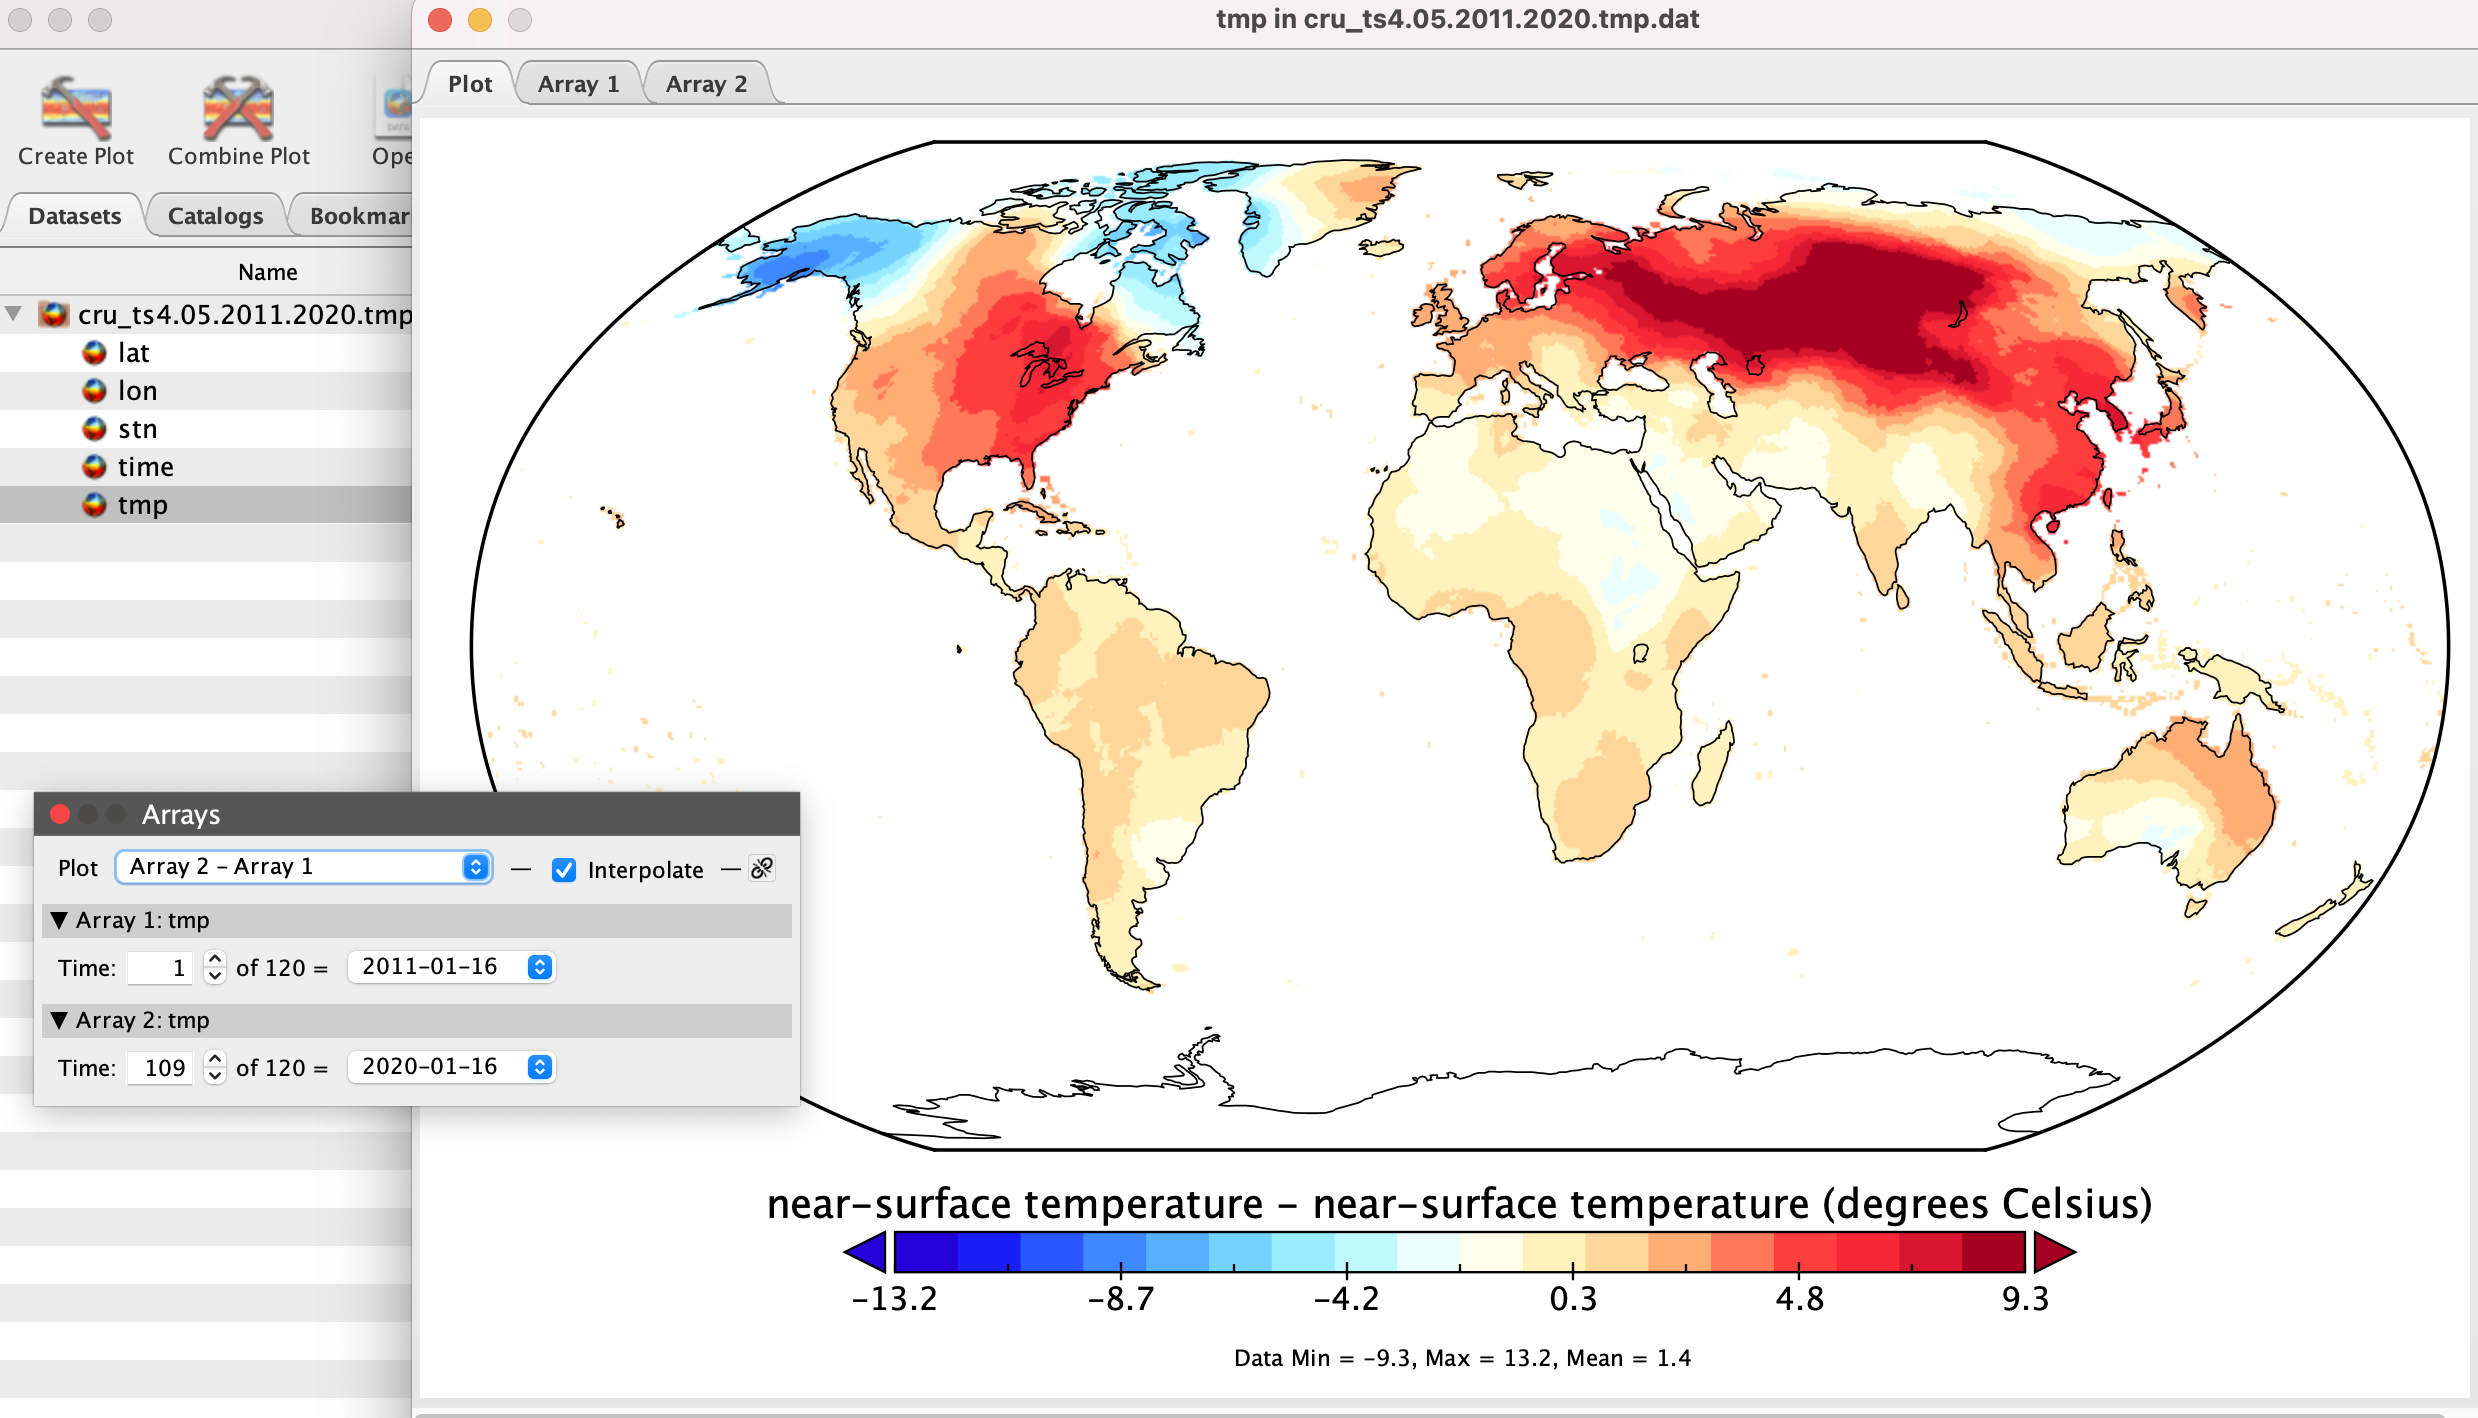 tmp in cru_ts4.05.2011.2020.tmp.dat
Plot
Array 1
Array 2
Create Plot
Combine Plot
Ope
Datasets
Catalogs
Bookmar
Name
cru_ts4.05.2011.2020.tmp
lat
lon
stn
time
tmp
Arrays
Plot Array 2 – Array 1 — Interpolate —
Array 1: tmp
Time: 1 of 120 = 2011-01-16
Array 2: tmp
Time: 109 of 120 = 2020-01-16
near-surface temperature – near-surface temperature (degrees Celsius)
-13.2 -8.7 -4.2 0.3 4.8 9.3
Data Min = -9.3, Max = 13.2, Mean = 1.4